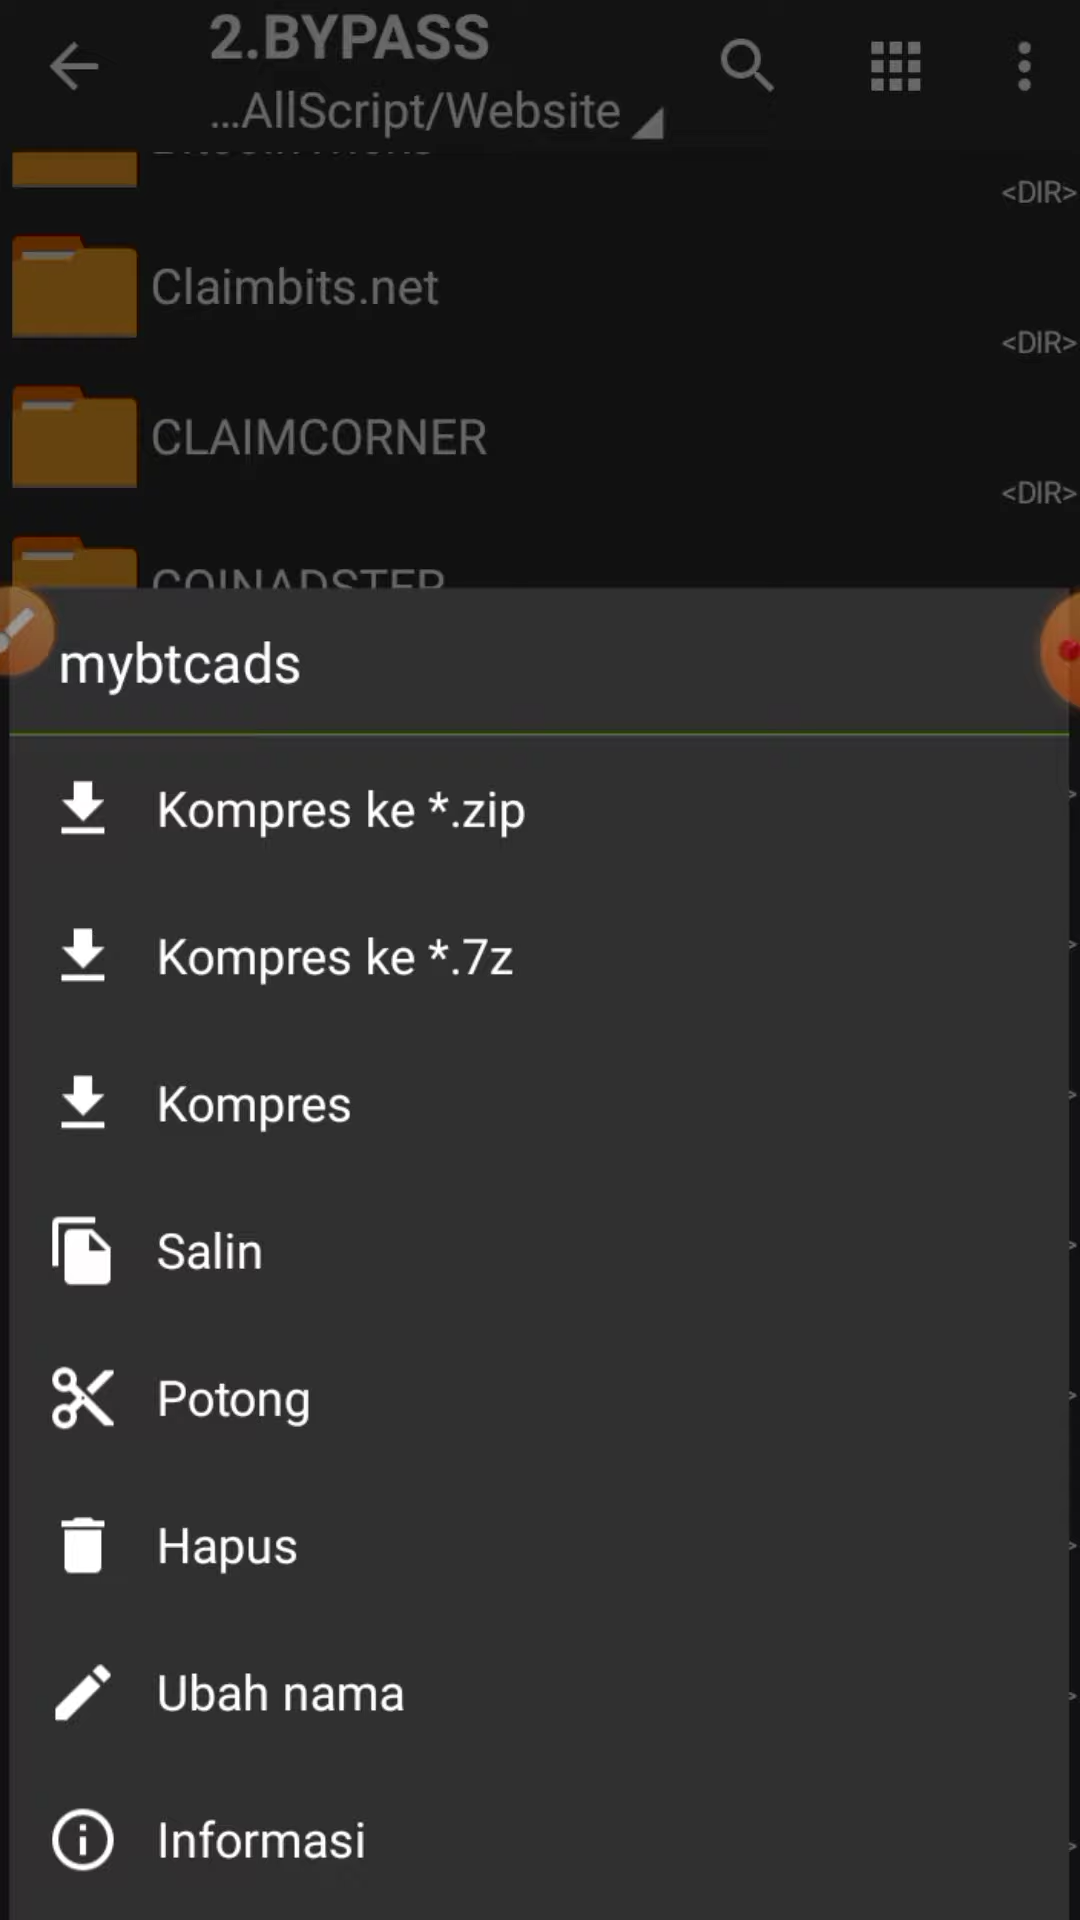 2.BYPASS
...AllScript/Website
<DIR>
Claimbits.net
<DIR>
CLAIMCORNER
<DIR>
COINADSTER
mybtcads
Kompres ke *.zip
Kompres ke *.7z
Kompres
Salin
Potong
Hapus
Ubah nama
Informasi